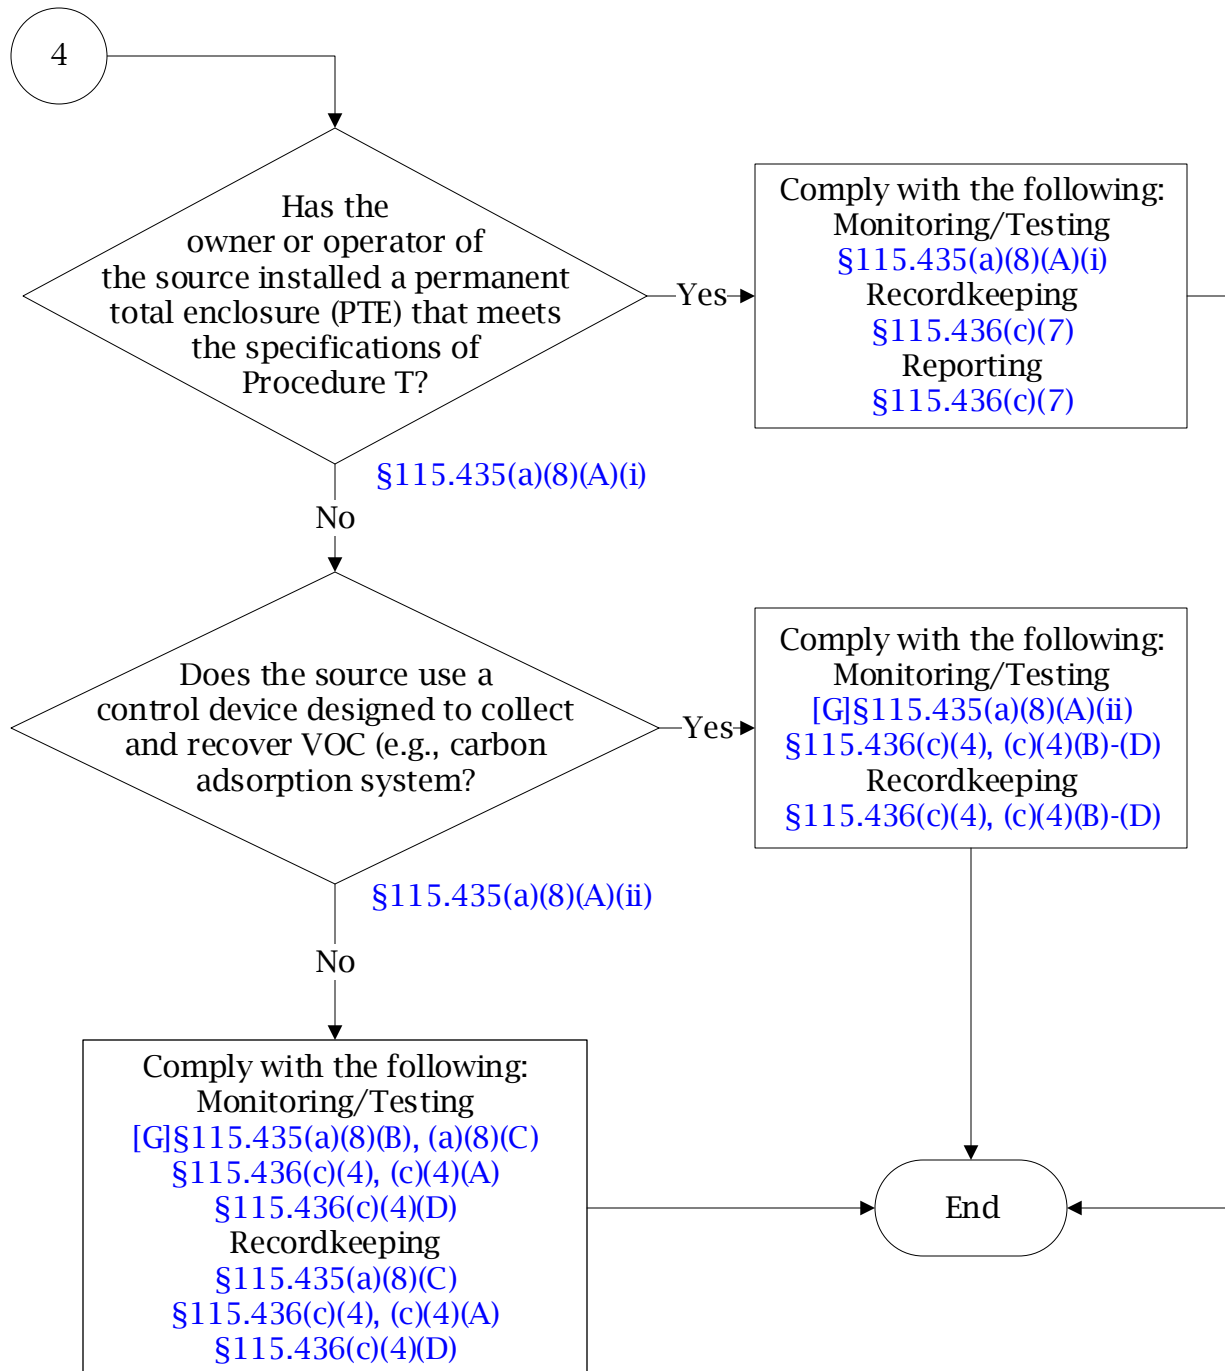 4
Has the
owner or operator of
the source installed a permanent
total enclosure (PTE) that meets
the specifications of
Procedure T?
Yes
Comply with the following:
Monitoring/Testing
§115.435(a)(8)(A)(i)
Recordkeeping
§115.436(c)(7)
Reporting
§115.436(c)(7)
§115.435(a)(8)(A)(i)
No
Does the source use a
control device designed to collect
and recover VOC (e.g., carbon
adsorption system?
Yes
Comply with the following:
Monitoring/Testing
[G]§115.435(a)(8)(A)(ii)
§115.436(c)(4), (c)(4)(B)-(D)
Recordkeeping
§115.436(c)(4), (c)(4)(B)-(D)
§115.435(a)(8)(A)(ii)
No
Comply with the following:
Monitoring/Testing
[G]§115.435(a)(8)(B), (a)(8)(C)
§115.436(c)(4), (c)(4)(A)
§115.436(c)(4)(D)
Recordkeeping
§115.435(a)(8)(C)
§115.436(c)(4), (c)(4)(A)
§115.436(c)(4)(D)
End